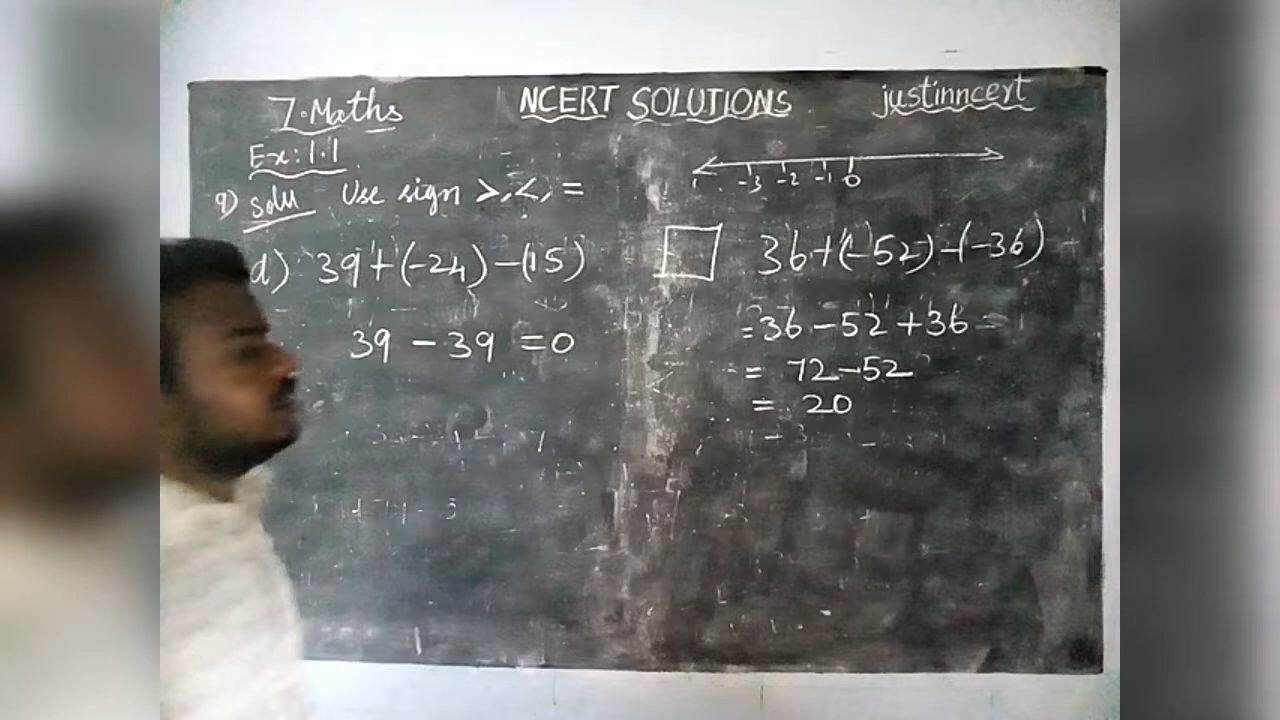 7. Maths NCERT SOLUTIONS justinncert
Ex: 1.1
9) Solu Use sign >, <, =
-3 -2 -1 0
d) 39+(-24)-(15) 36+(-52)-(-36)
39 - 39 = 0
= 36 - 52 + 36
= 72 - 52
= 20